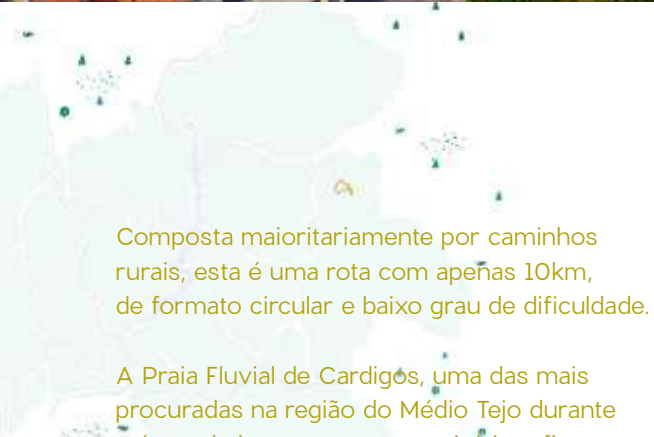 Composta maioritariamente por caminhos
rurais, esta é uma rota com apenas 10km,
de formato circular e baixo grau de dificuldade.
A Praia Fluvial de Cardigos, uma das mais
procuradas na região do Médio Tejo durante